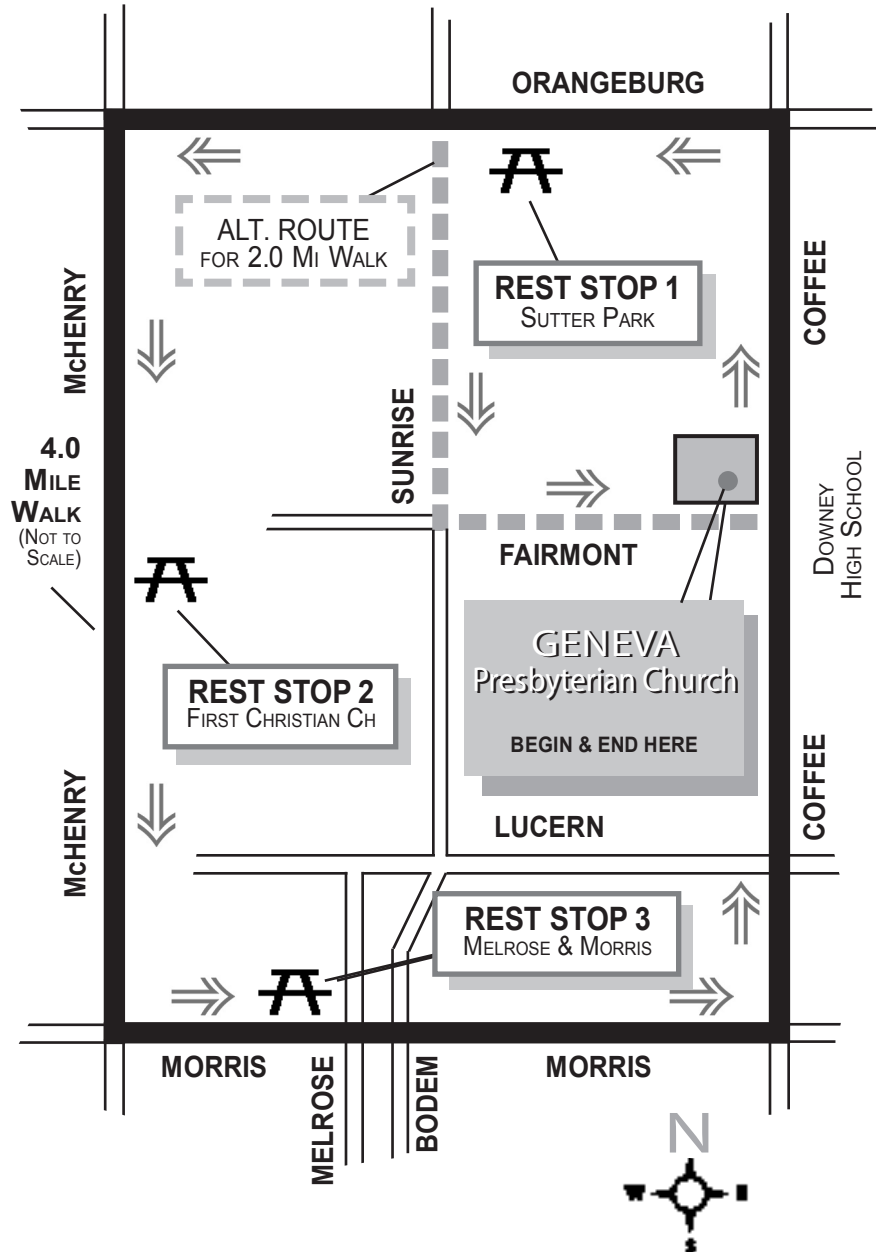 ORANGEBURG
ALT. ROUTE
FOR 2.0 MI WALK
REST STOP 1
SUTTER PARK
McHENRY
COFFEE
SUNRISE
4.0
MILE
WALK
(NOT TO
SCALE)
FAIRMONT
DOWNEY
HIGH SCHOOL
GENEVA
Presbyterian Church
BEGIN & END HERE
REST STOP 2
FIRST CHRISTIAN CH
McHENRY
COFFEE
LUCERN
REST STOP 3
MELROSE & MORRIS
MORRIS
MELROSE
BODEM
MORRIS
N
W
S